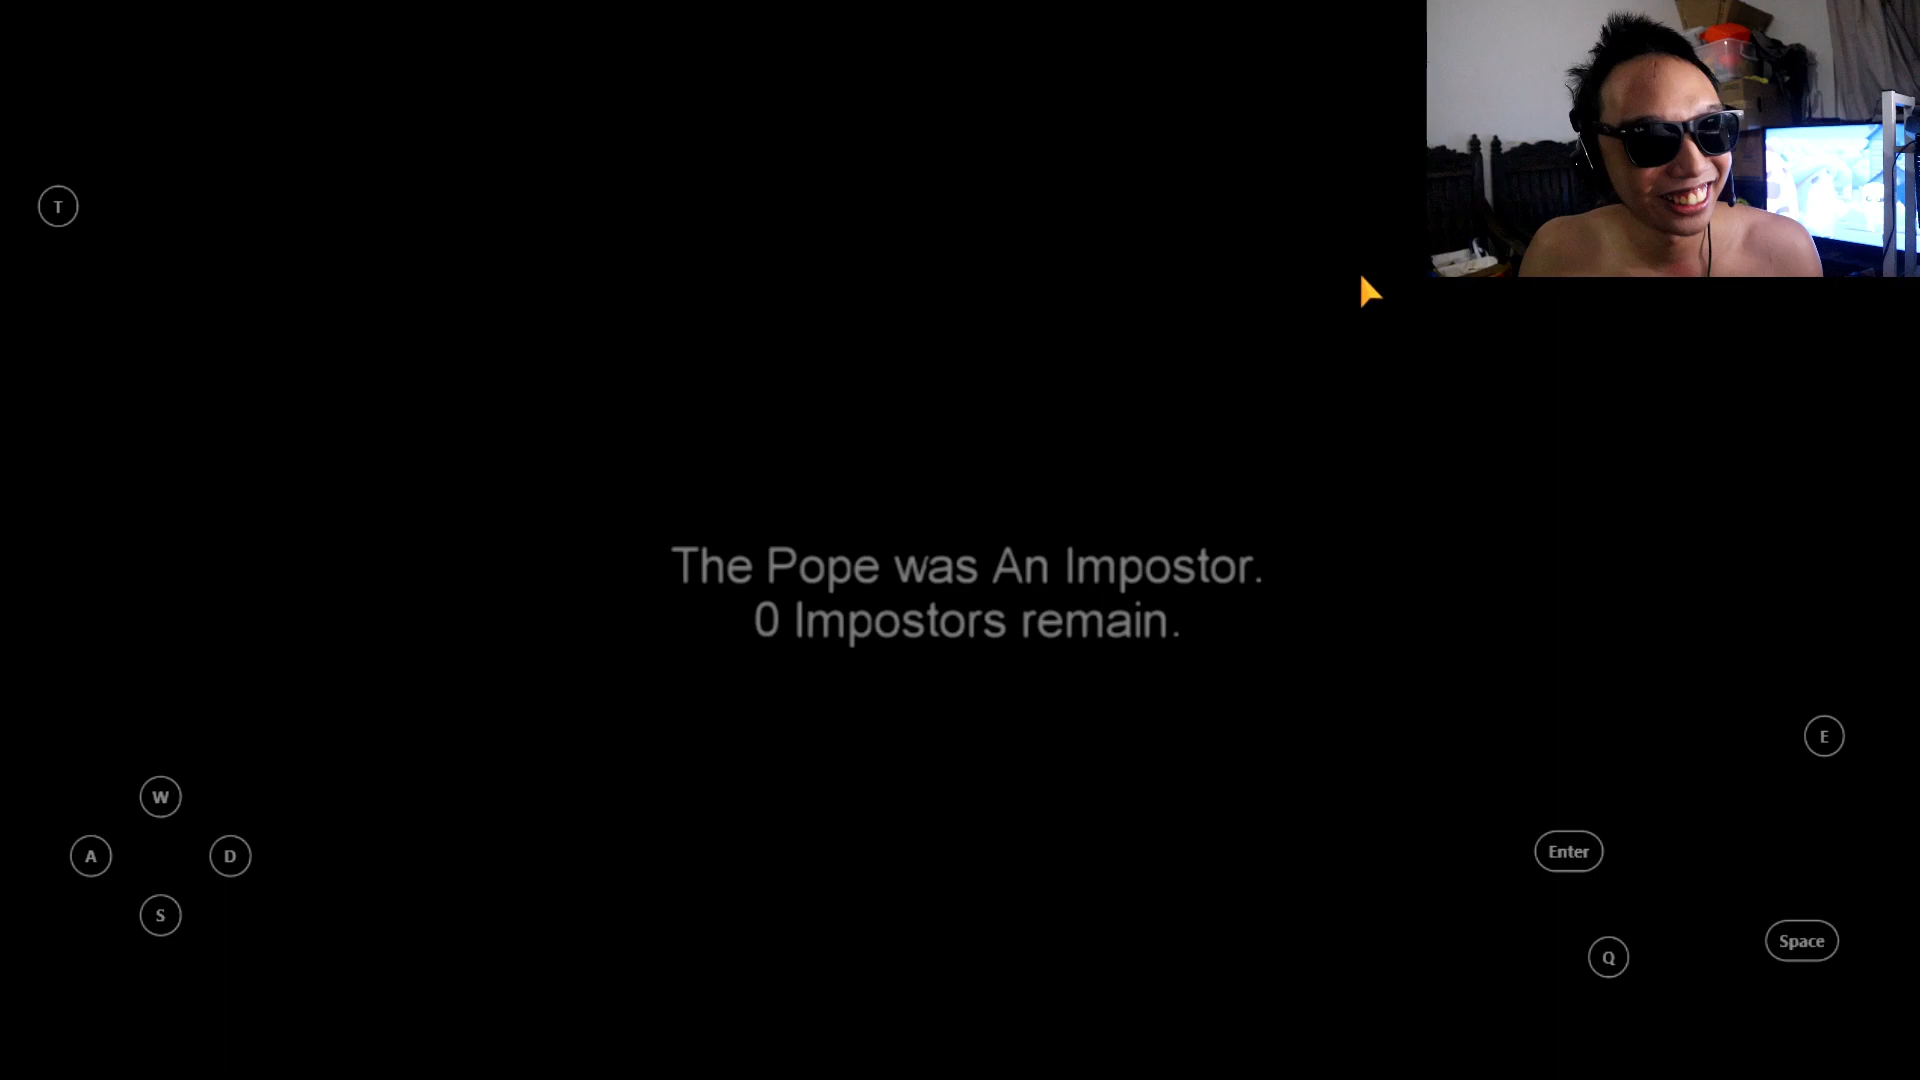 T
The Pope was An Impostor.
0 Impostors remain.
E
W
A
D
Enter
S
Space
Q